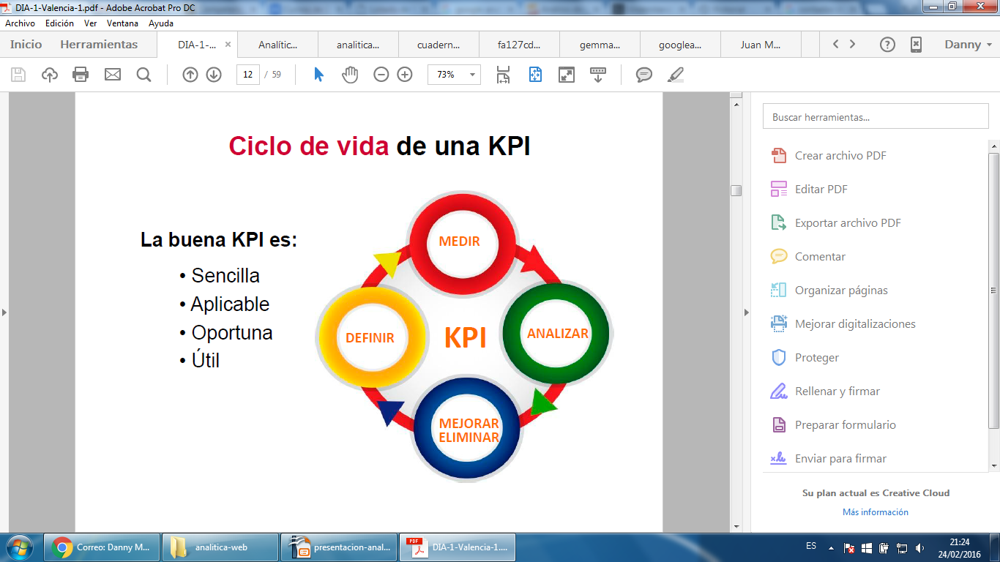 DIA-1-Valencia-1.pdf - Adobe Acrobat Pro DC
Archivo Edición Ver Ventana Ayuda
Inicio Herramientas DIA-1-... Analític... analitica... cuadern... fa127cd... gemma... googlea... Juan M... Danny
12 / 59 73%
Ciclo de vida de una KPI
La buena KPI es:
• Sencilla
• Aplicable
• Oportuna
• Útil
MEDIR
ANALIZAR
MEJORAR
ELIMINAR
DEFINIR
KPI
Buscar herramientas...
Crear archivo PDF
Editar PDF
Exportar archivo PDF
Comentar
Organizar páginas
Mejorar digitalizaciones
Proteger
Rellenar y firmar
Preparar formulario
Enviar para firmar
Su plan actual es Creative Cloud
Más información
Correo: Danny M... analitica-web presentacion-anal... DIA-1-Valencia-1....
ES
21:24
24/02/2016